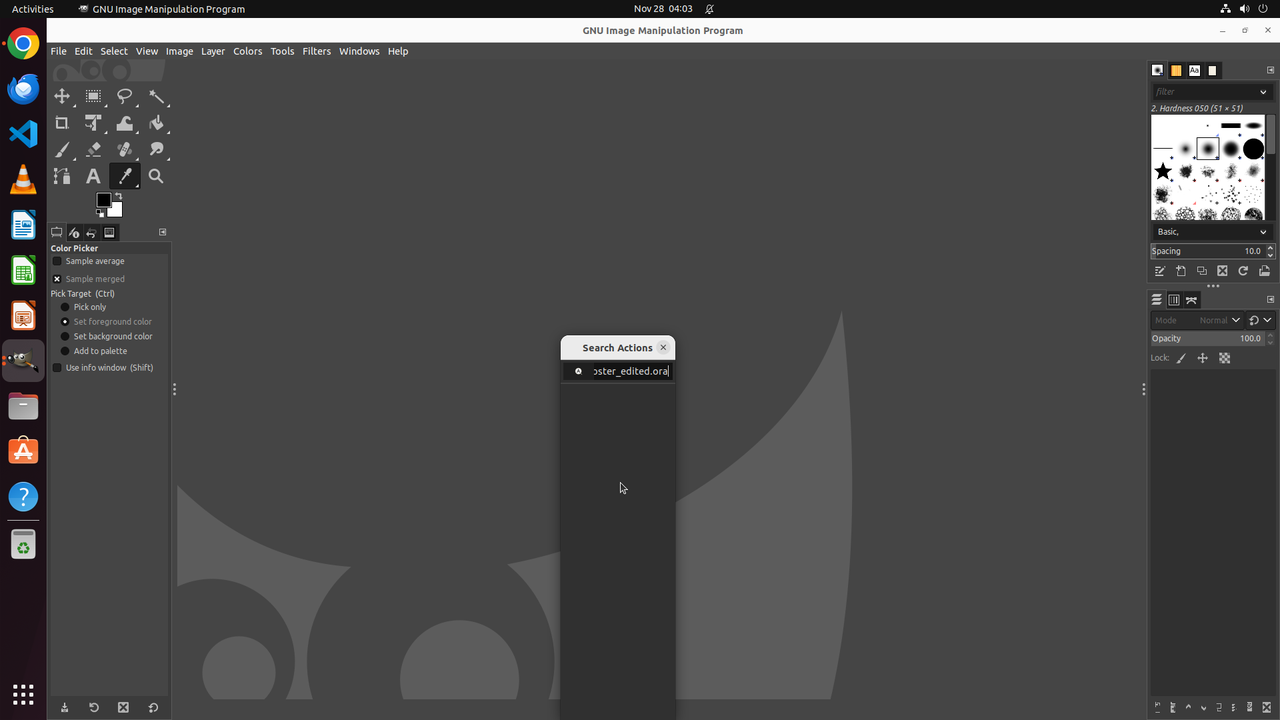 Activities
GNU Image Manipulation Program
Nov 28 04:03
GNU Image Manipulation Program
File Edit Select View Image Layer Colors Tools Filters Windows Help
Color Picker
Sample average
Sample merged
Pick Target (Ctrl)
Pick only
Set foreground color
Set background color
Add to palette
Use info window (Shift)
Search Actions
oster_edited.ora
Aa
filter
2. Hardness 050 (51 × 51)
Basic,
Spacing 10.0
Mode Normal
Opacity 100.0
Lock: